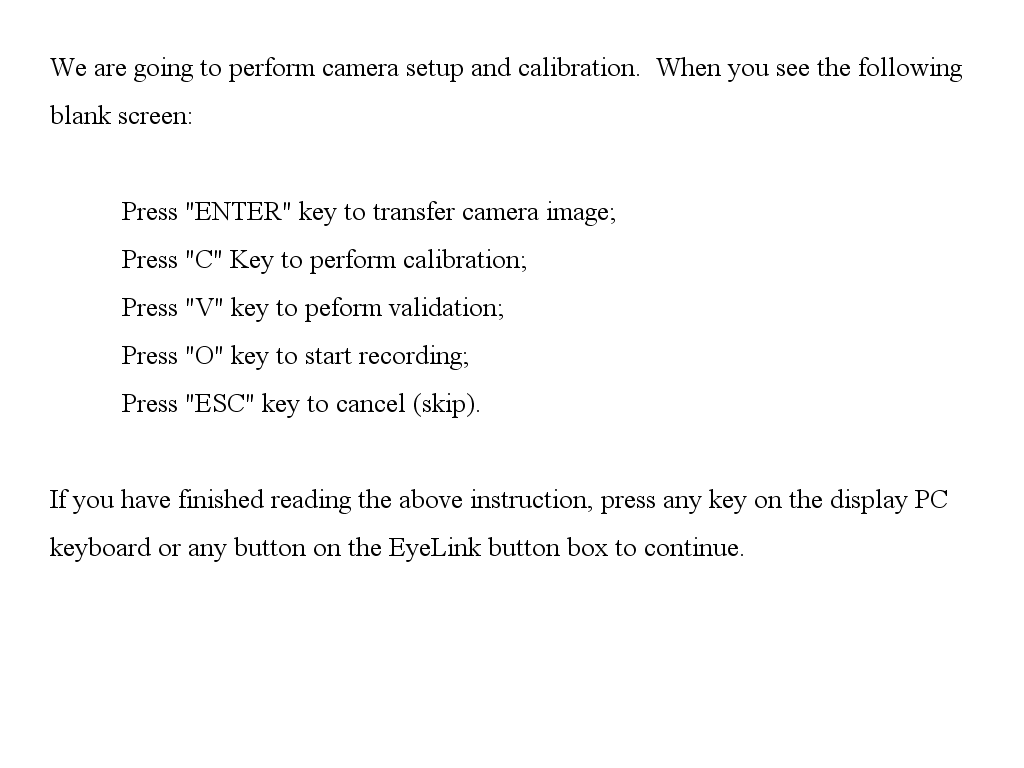 We are going to perform camera setup and calibration.  When you see the following
blank screen:
Press "ENTER" key to transfer camera image;
Press "C" Key to perform calibration;
Press "V" key to peform validation;
Press "O" key to start recording;
Press "ESC" key to cancel (skip).
If you have finished reading the above instruction, press any key on the display PC
keyboard or any button on the EyeLink button box to continue.